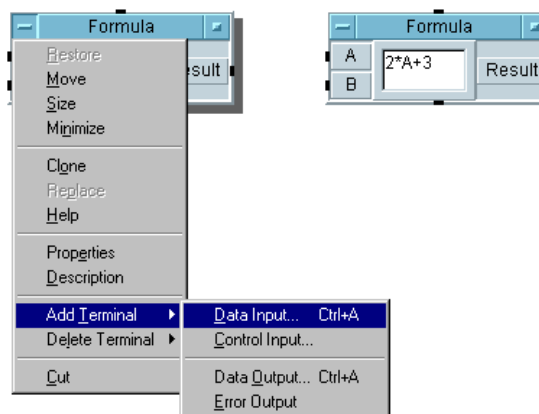 Formula
Restore
Move
Size
Minimize
Clone
Replace
Help
Properties
Description
Add Terminal
Delete Terminal
Cut
sult
Data Input... Ctrl+A
Control Input...
Data Output... Ctrl+A
Error Output
Formula
A
B
2*A+3
Result